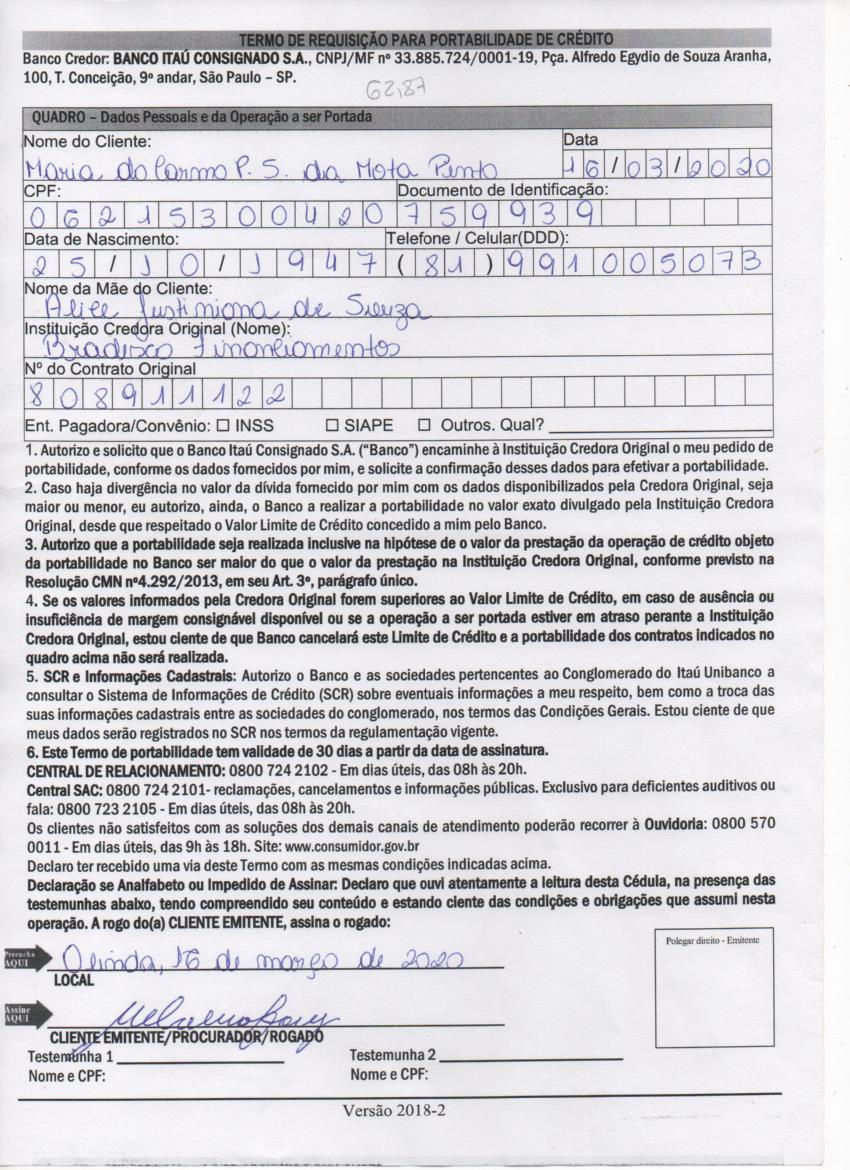 TERMO DE REQUISIÇÃO PARA PORTABILIDADE DE CRÉDITO
Banco Credor: BANCO ITAÚ CONSIGNADO S.A., CNPJ/MF nº 33.885.724/0001-19, Pça. Alfredo Egydio de Souza Aranha,
100, T. Conceição, 9º andar, São Paulo – SP.
62,87
QUADRO – Dados Pessoais e da Operação a ser Portada
Nome do Cliente: Data
Maria do Carmo P. S. da Mota Pinto 16/03/2020
CPF: Documento de Identificação:
06215300420 759939
Data de Nascimento: Telefone / Celular(DDD):
25/10/1947 (81)991005073
Nome da Mãe do Cliente:
Alice Justiniana de Souza
Instituição Credora Original (Nome):
Bradisco Financiamentos
Nº do Contrato Original
808911122
Ent. Pagadora/Convênio: ☐ INSS ☐ SIAPE ☐ Outros. Qual?
1. Autorizo e solicito que o Banco Itaú Consignado S.A. (“Banco”) encaminhe à Instituição Credora Original o meu pedido de
portabilidade, conforme os dados fornecidos por mim, e solicite a confirmação desses dados para efetivar a portabilidade.
2. Caso haja divergência no valor da dívida fornecido por mim com os dados disponibilizados pela Credora Original, seja
maior ou menor, eu autorizo, ainda, o Banco a realizar a portabilidade no valor exato divulgado pela Instituição Credora
Original, desde que respeitado o Valor Limite de Crédito concedido a mim pelo Banco.
3. Autorizo que a portabilidade seja realizada inclusive na hipótese de o valor da prestação da operação de crédito objeto
da portabilidade no Banco ser maior do que o valor da prestação na Instituição Credora Original, conforme previsto na
Resolução CMN nº4.292/2013, em seu Art. 3º, parágrafo único.
4. Se os valores informados pela Credora Original forem superiores ao Valor Limite de Crédito, em caso de ausência ou
insuficiência de margem consignável disponível ou se a operação a ser portada estiver em atraso perante a Instituição
Credora Original, estou ciente de que Banco cancelará este Limite de Crédito e a portabilidade dos contratos indicados no
quadro acima não será realizada.
5. SCR e Informações Cadastrais: Autorizo o Banco e as sociedades pertencentes ao Conglomerado do Itaú Unibanco a
consultar o Sistema de Informações de Crédito (SCR) sobre eventuais informações a meu respeito, bem como a troca das
suas informações cadastrais entre as sociedades do conglomerado, nos termos das Condições Gerais. Estou ciente de que
meus dados serão registrados no SCR nos termos da regulamentação vigente.
6. Este Termo de portabilidade tem validade de 30 dias a partir da data de assinatura.
CENTRAL DE RELACIONAMENTO: 0800 724 2102 - Em dias úteis, das 08h às 20h.
Central SAC: 0800 724 2101- reclamações, cancelamentos e informações públicas. Exclusivo para deficientes auditivos ou
fala: 0800 723 2105 - Em dias úteis, das 08h às 20h.
Os clientes não satisfeitos com as soluções dos demais canais de atendimento poderão recorrer à Ouvidoria: 0800 570
0011 - Em dias úteis, das 9h às 18h. Site: www.consumidor.gov.br
Declaro ter recebido uma via deste Termo com as mesmas condições indicadas acima.
Declaração se Analfabeto ou Impedido de Assinar: Declaro que ouvi atentamente a leitura desta Cédula, na presença das
testemunhas abaixo, tendo compreendido seu conteúdo e estando ciente das condições e obrigações que assumi nesta
operação. A rogo do(a) CLIENTE EMITENTE, assina o rogado:
Polegar direito - Emitente
Preencha
AQUI
Olinda, 16 de março de 2020
LOCAL
Assine
AQUI
CLIENTE EMITENTE/PROCURADOR/ROGADO
Testemunha 1 Testemunha 2
Nome e CPF: Nome e CPF:
Versão 2018-2